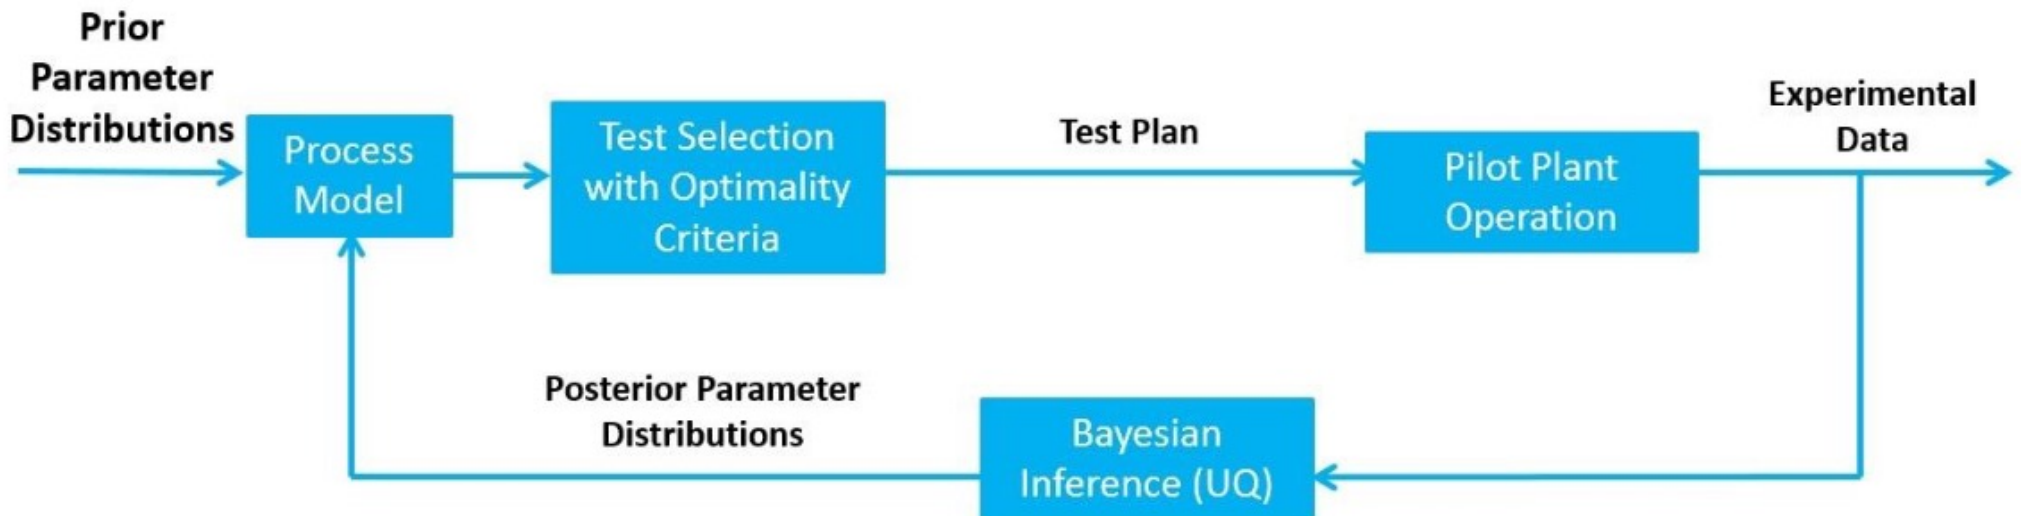 Prior
Parameter
Distributions
Process
Model
Test Selection
with Optimality
Criteria
Test Plan
Pilot Plant
Operation
Experimental
Data
Posterior Parameter
Distributions
Bayesian
Inference (UQ)